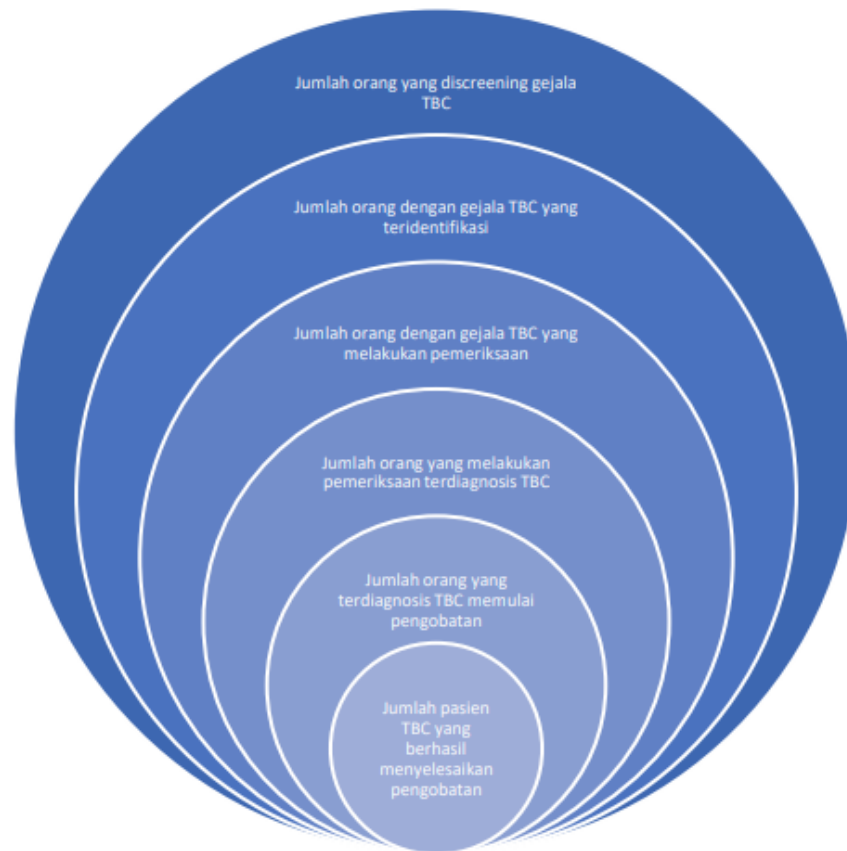 Jumlah orang yang discreening gejala
TBC
Jumlah orang dengan gejala TBC yang
teridentifikasi
Jumlah orang dengan gejala TBC yang
melakukan pemeriksaan
Jumlah orang yang melakukan
pemeriksaan terdiagnosis TBC
Jumlah orang yang
terdiagnosis TBC memulai
pengobatan
Jumlah pasien
TBC yang
berhasil
menyelesaikan
pengobatan